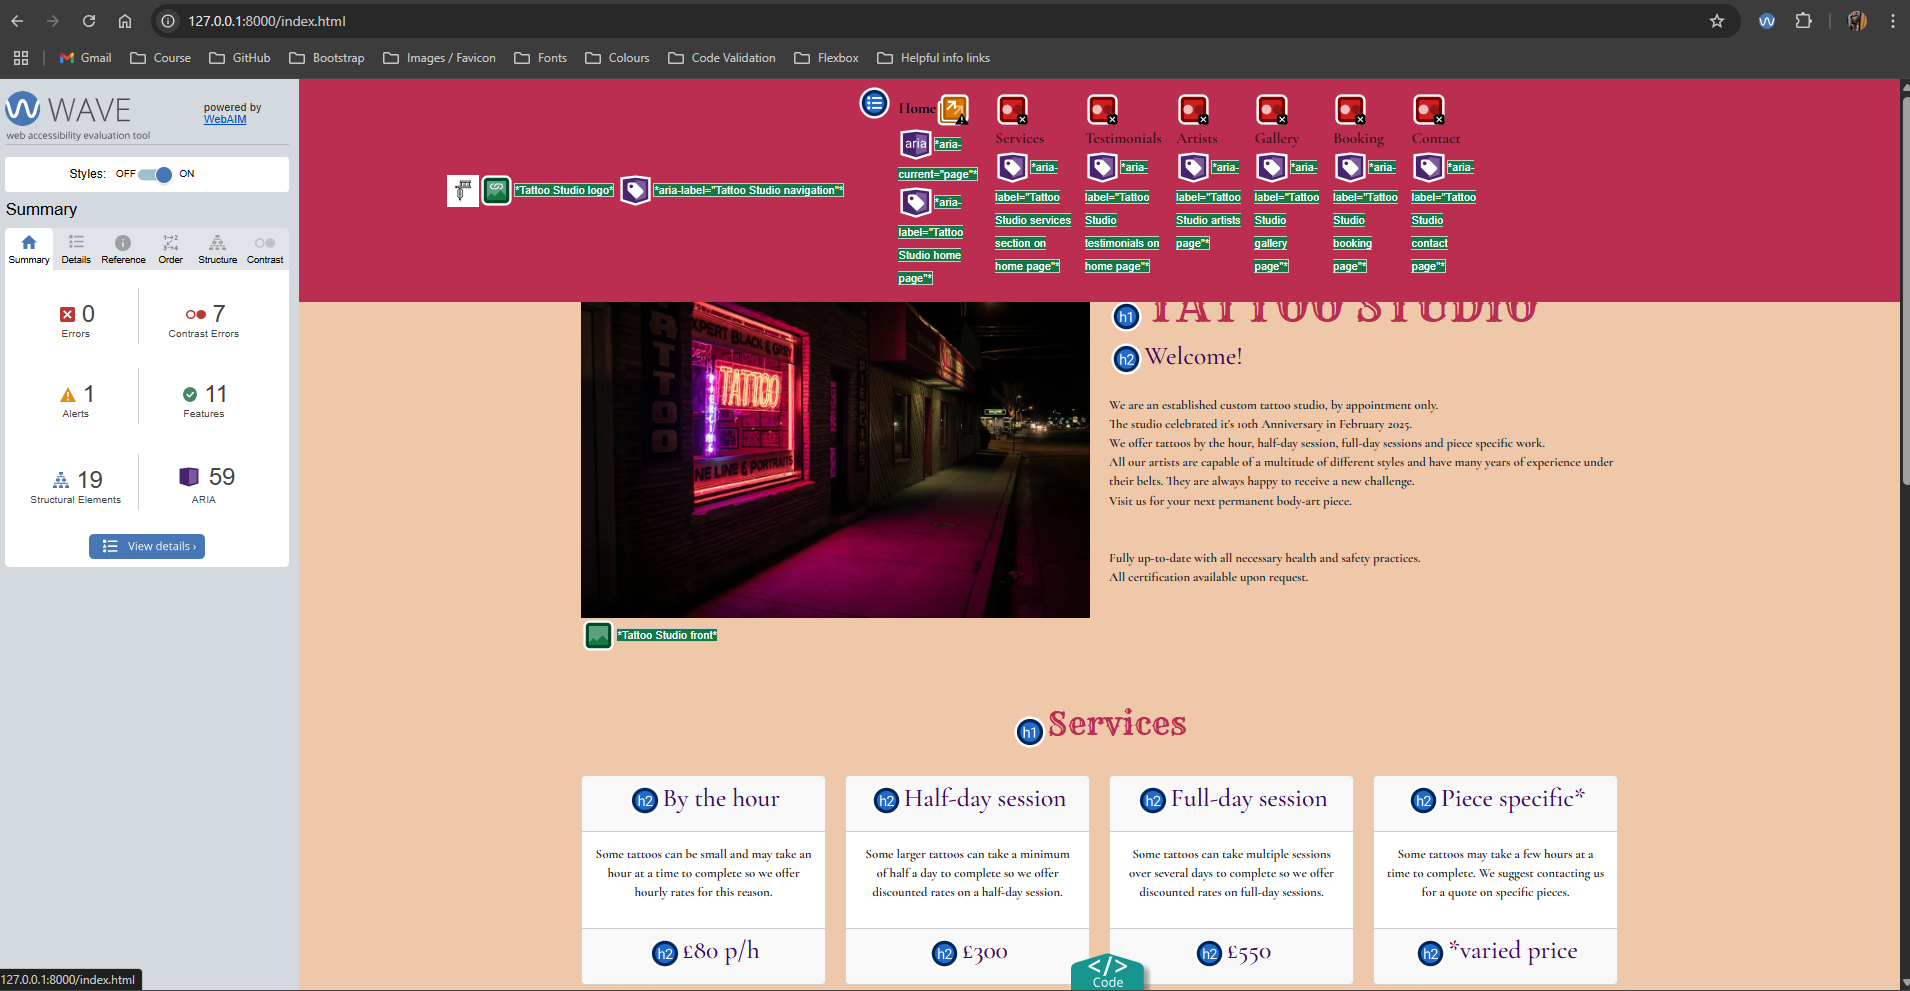 127.0.0.1:8000/index.html
Gmail
Course
GitHub
Bootstrap
Images / Favicon
Fonts
Colours
Code Validation
Flexbox
Helpful info links
WAVE
web accessibility evaluation tool
powered by
WebAIM
Styles: OFF ON
Summary
Summary
Details
Reference
Order
Structure
Contrast
0
Errors
7
Contrast Errors
1
Alerts
11
Features
19
Structural Elements
59
ARIA
View details ›
127.0.0.1:8000/index.html
*Tattoo Studio logo*
*aria-label="Tattoo Studio navigation"*
Home
aria *aria-
current="page"*
*aria-
label="Tattoo
Studio home
page"*
Services
*aria-
label="Tattoo
Studio services
section on
home page"*
Testimonials
*aria-
label="Tattoo
Studio
testimonials on
home page"*
Artists
*aria-
label="Tattoo
Studio artists
page"*
Gallery
*aria-
label="Tattoo
Studio
gallery
page"*
Booking
*aria-
label="Tattoo
Studio
booking
page"*
Contact
*aria-
label="Tattoo
Studio
contact
page"*
TATTOO
EXPERT BLACK & GREY
TATTOO
FINE LINE & PORTRAITS
PIERCING
*Tattoo Studio front*
h1 TATTOO STUDIO
h2 Welcome!
We are an established custom tattoo studio, by appointment only.
The studio celebrated it's 10th Anniversary in February 2025.
We offer tattoos by the hour, half-day session, full-day sessions and piece specific work.
All our artists are capable of a multitude of different styles and have many years of experience under
their belts. They are always happy to receive a new challenge.
Visit us for your next permanent body-art piece.
Fully up-to-date with all necessary health and safety practices.
All certification available upon request.
h1 Services
h2 By the hour
Some tattoos can be small and may take an
hour at a time to complete so we offer
hourly rates for this reason.
h2 £80 p/h
h2 Half-day session
Some larger tattoos can take a minimum
of half a day to complete so we offer
discounted rates on a half-day session.
h2 £300
h2 Full-day session
Some tattoos can take multiple sessions
over several days to complete so we offer
discounted rates on full-day sessions.
h2 £550
h2 Piece specific*
Some tattoos may take a few hours at a
time to complete. We suggest contacting us
for a quote on specific pieces.
h2 *varied price
</> Code